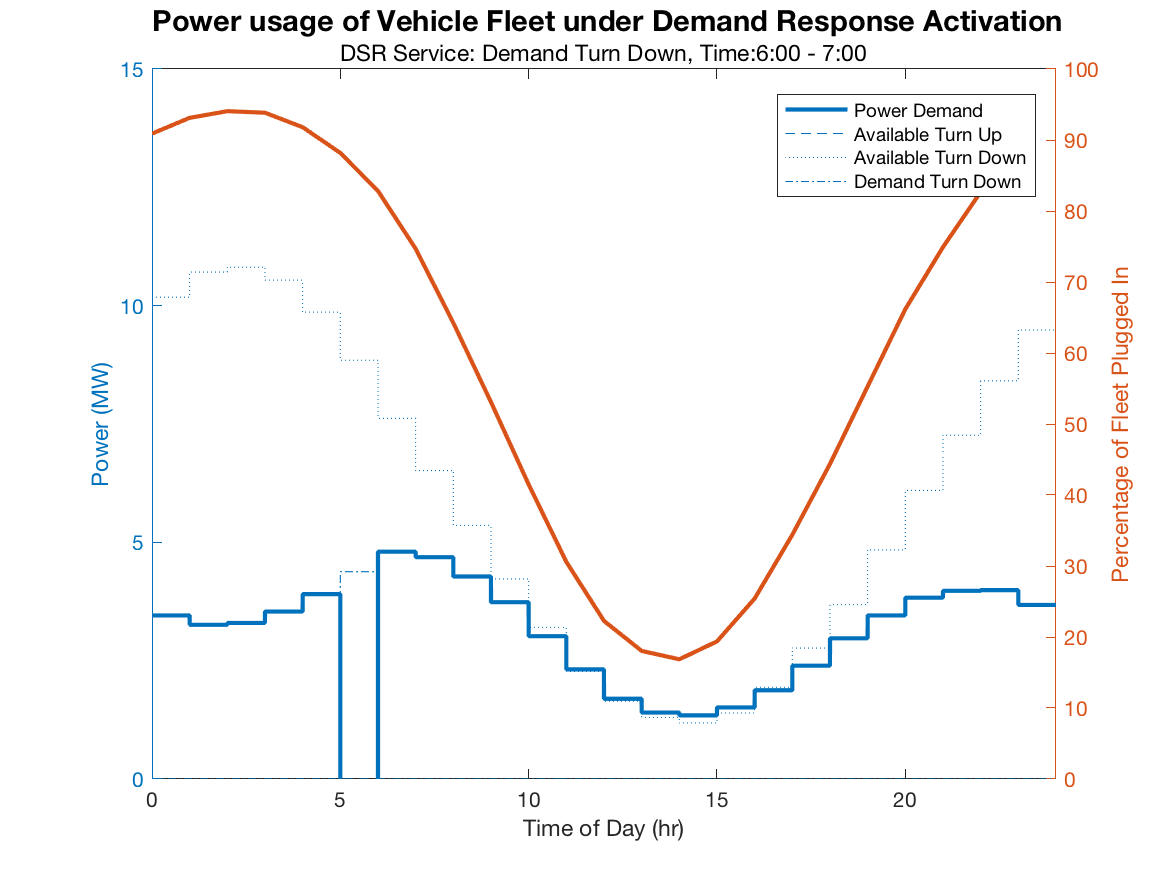 Power usage of Vehicle Fleet under Demand Response Activation
DSR Service: Demand Turn Down, Time:6:00 - 7:00
15
10
5
0
Power (MW)
Power Demand
Available Turn Up
Available Turn Down
Demand Turn Down
100
90
80
70
60
50
40
30
20
10
0
Percentage of Fleet Plugged In
0
5
10
15
20
Time of Day (hr)